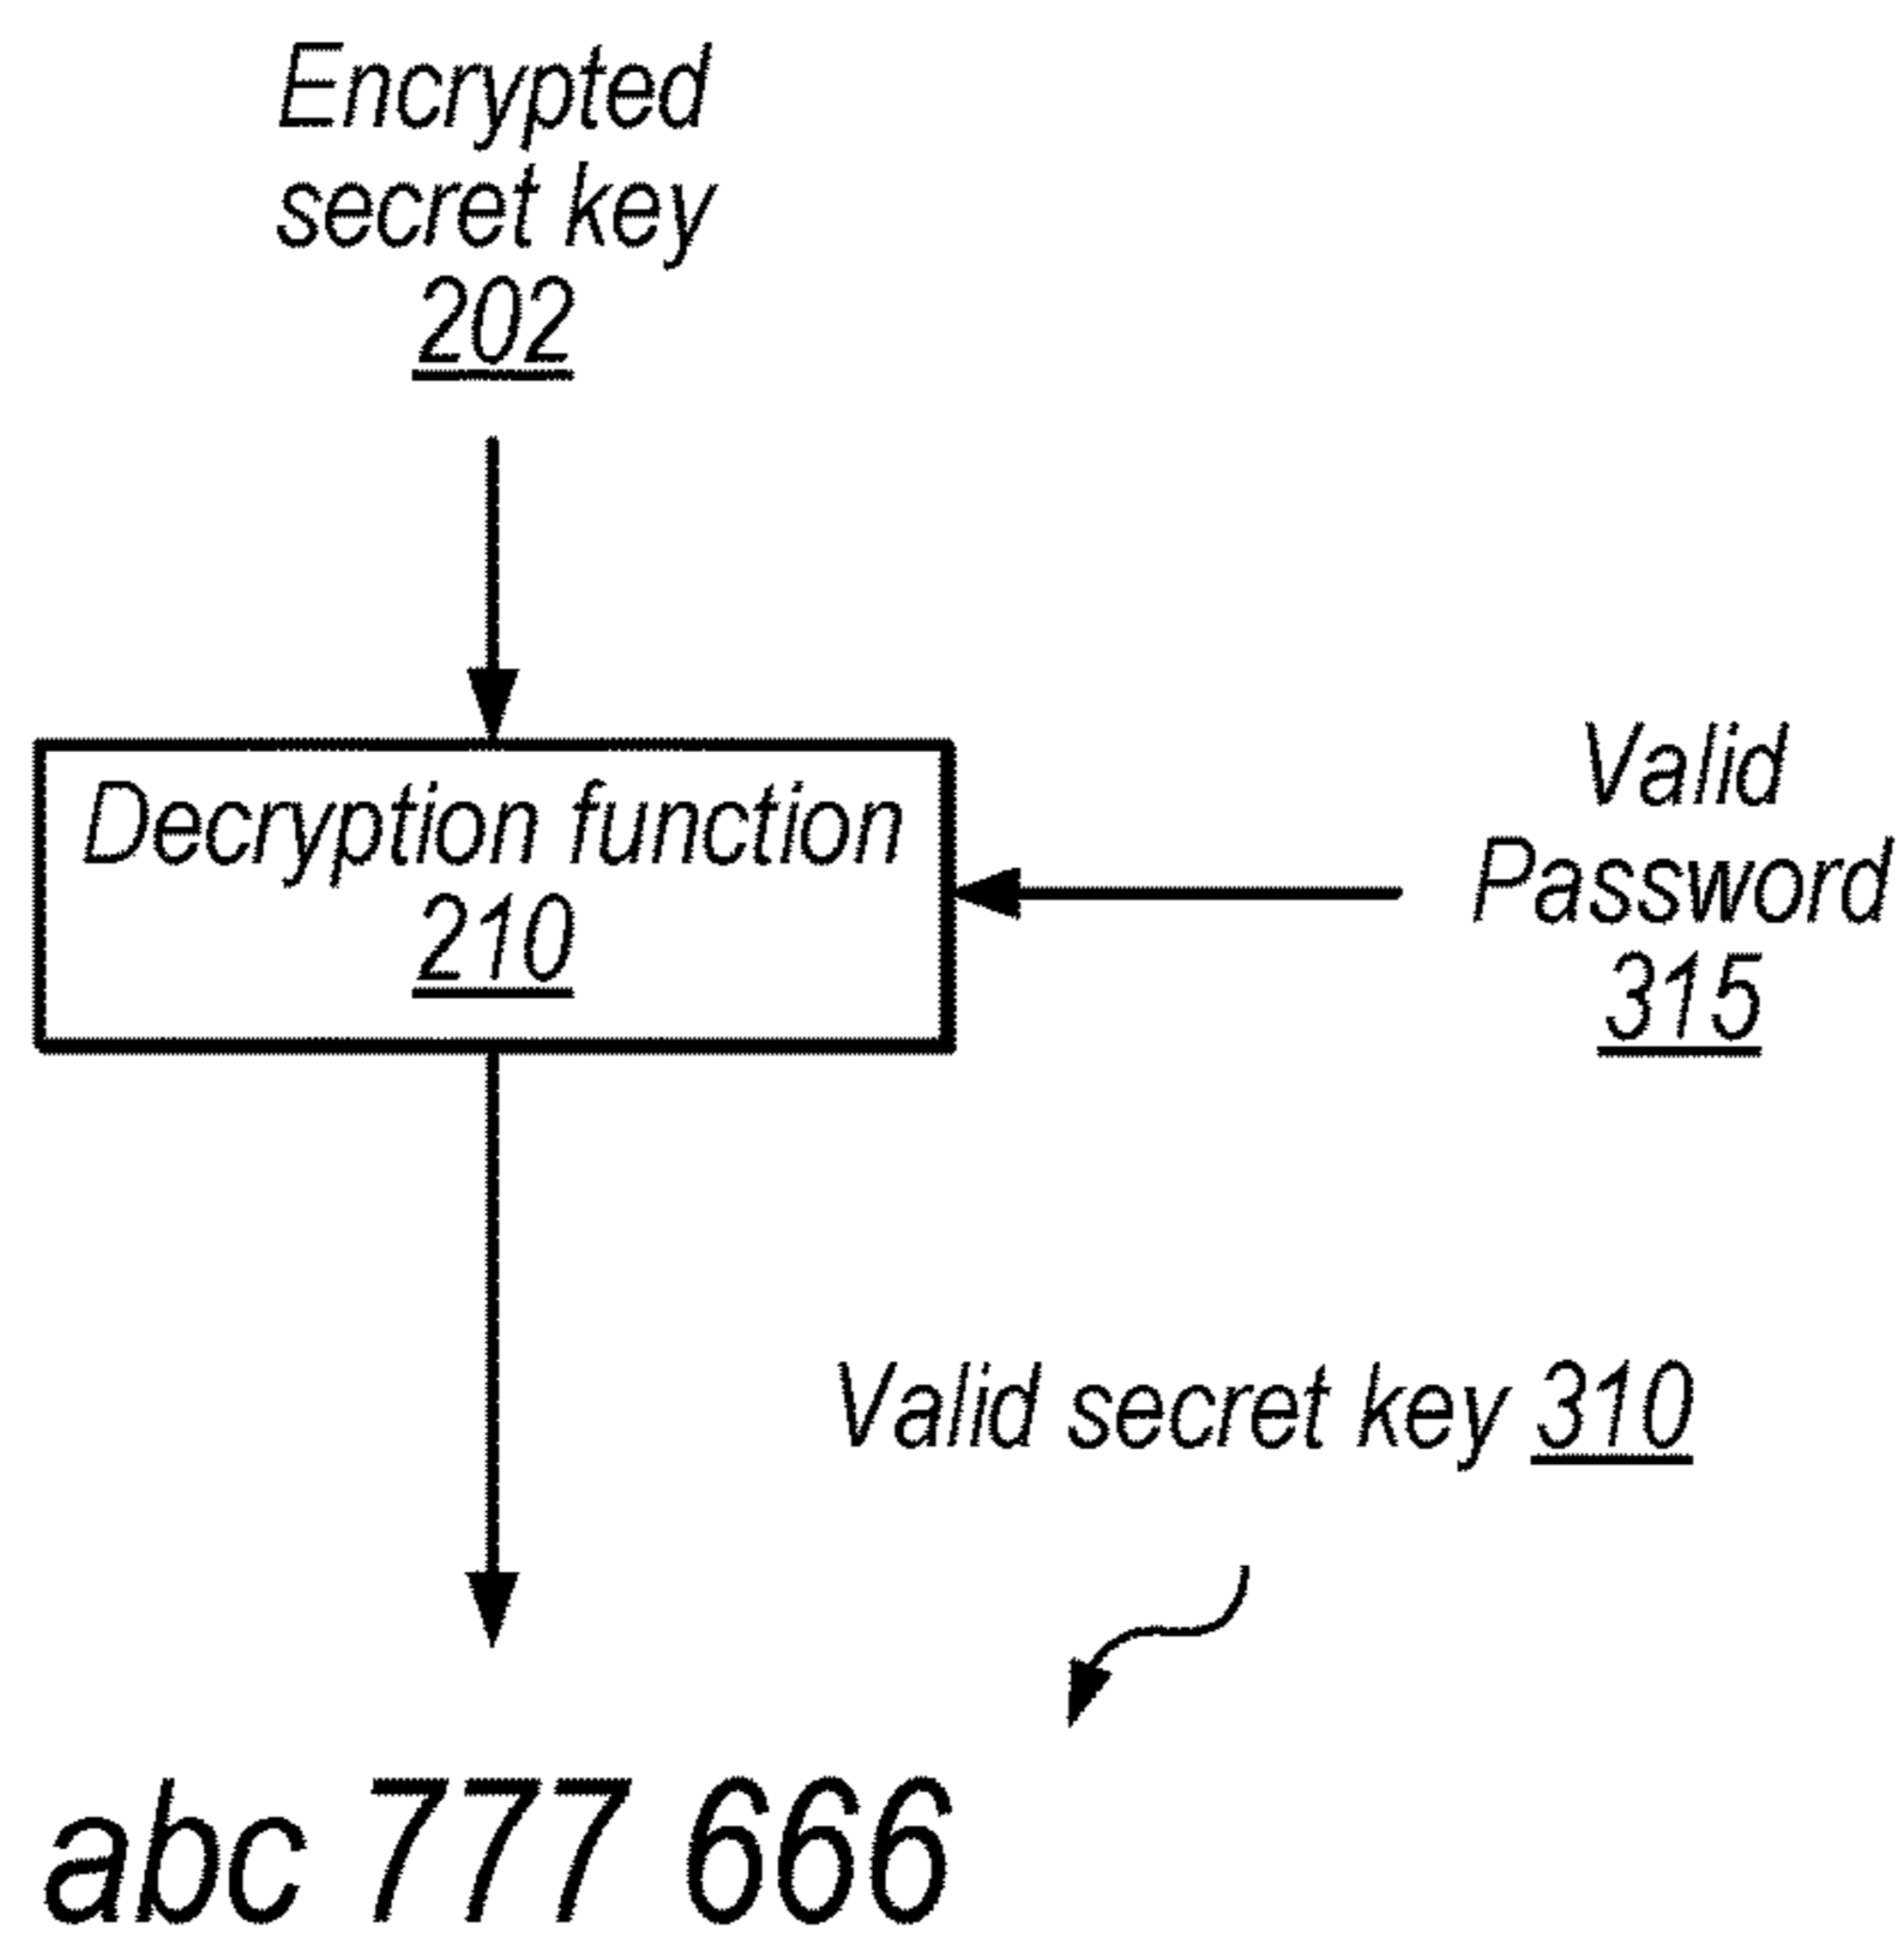 Encrypted
secret key
202
Decryption function
210
Valid
Password
315
Valid secret key 310
abc 777 666